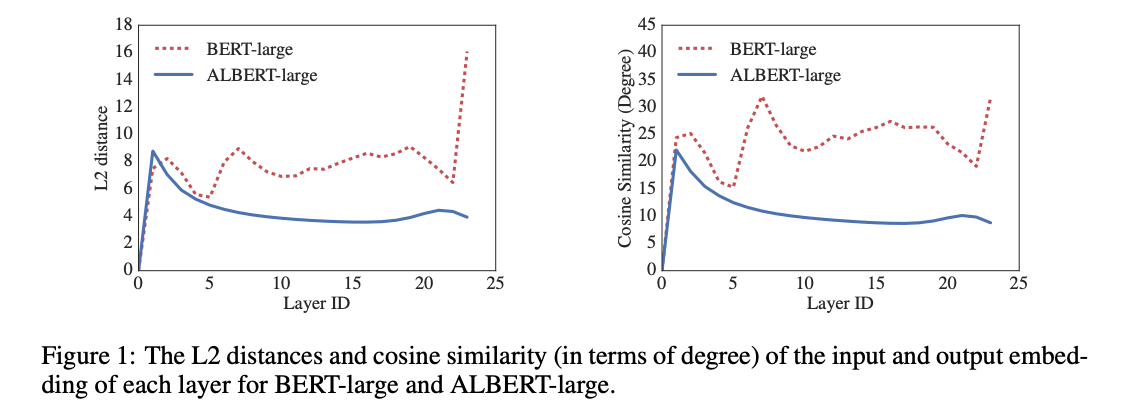 18
16
14
12
10
8
6
4
2
0
L2 distance
BERT-large
ALBERT-large
0 5 10 15 20 25
Layer ID
45
40
35
30
25
20
15
10
5
0
Cosine Similarity (Degree)
BERT-large
ALBERT-large
0 5 10 15 20 25
Layer ID
Figure 1: The L2 distances and cosine similarity (in terms of degree) of the input and output embed-
ding of each layer for BERT-large and ALBERT-large.